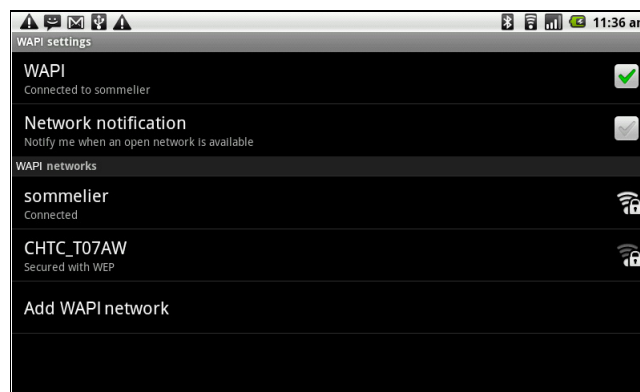 11:36 am
WAPI settings
WAPI
Connected to sommelier
Network notification
Notify me when an open network is available
WAPI networks
sommelier
Connected
CHTC_T07AW
Secured with WEP
Add WAPI network